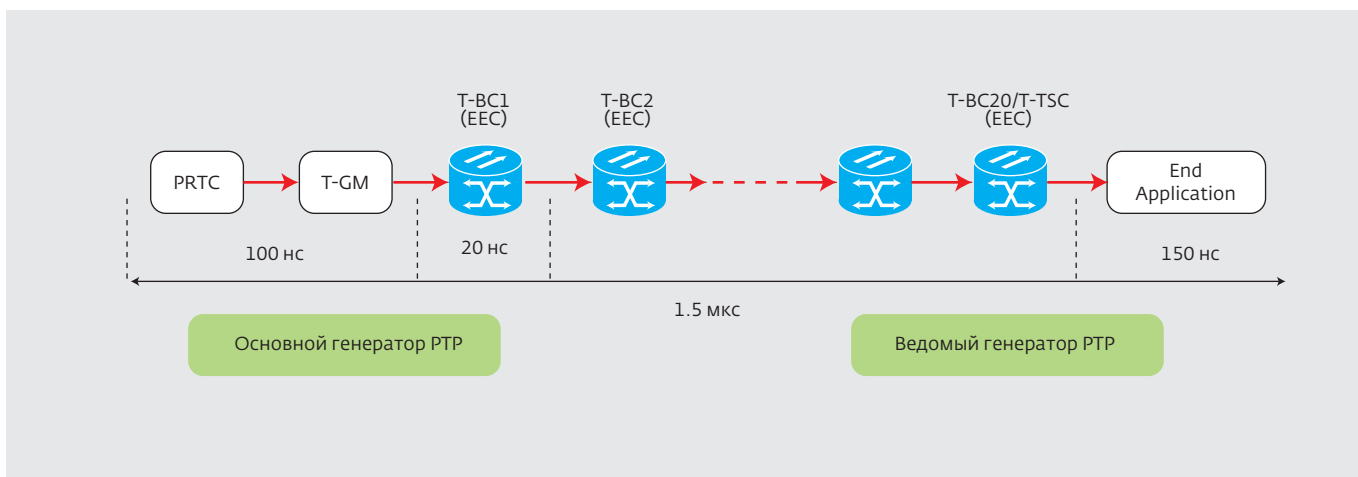 T-BC1
(EEC)
T-BC2
(EEC)
T-BC20/T-TSC
(EEC)
PRTC
T-GM
End
Application
100 нс
20 нс
150 нс
1.5 мкс
Основной генератор PTP
Ведомый генератор PTP